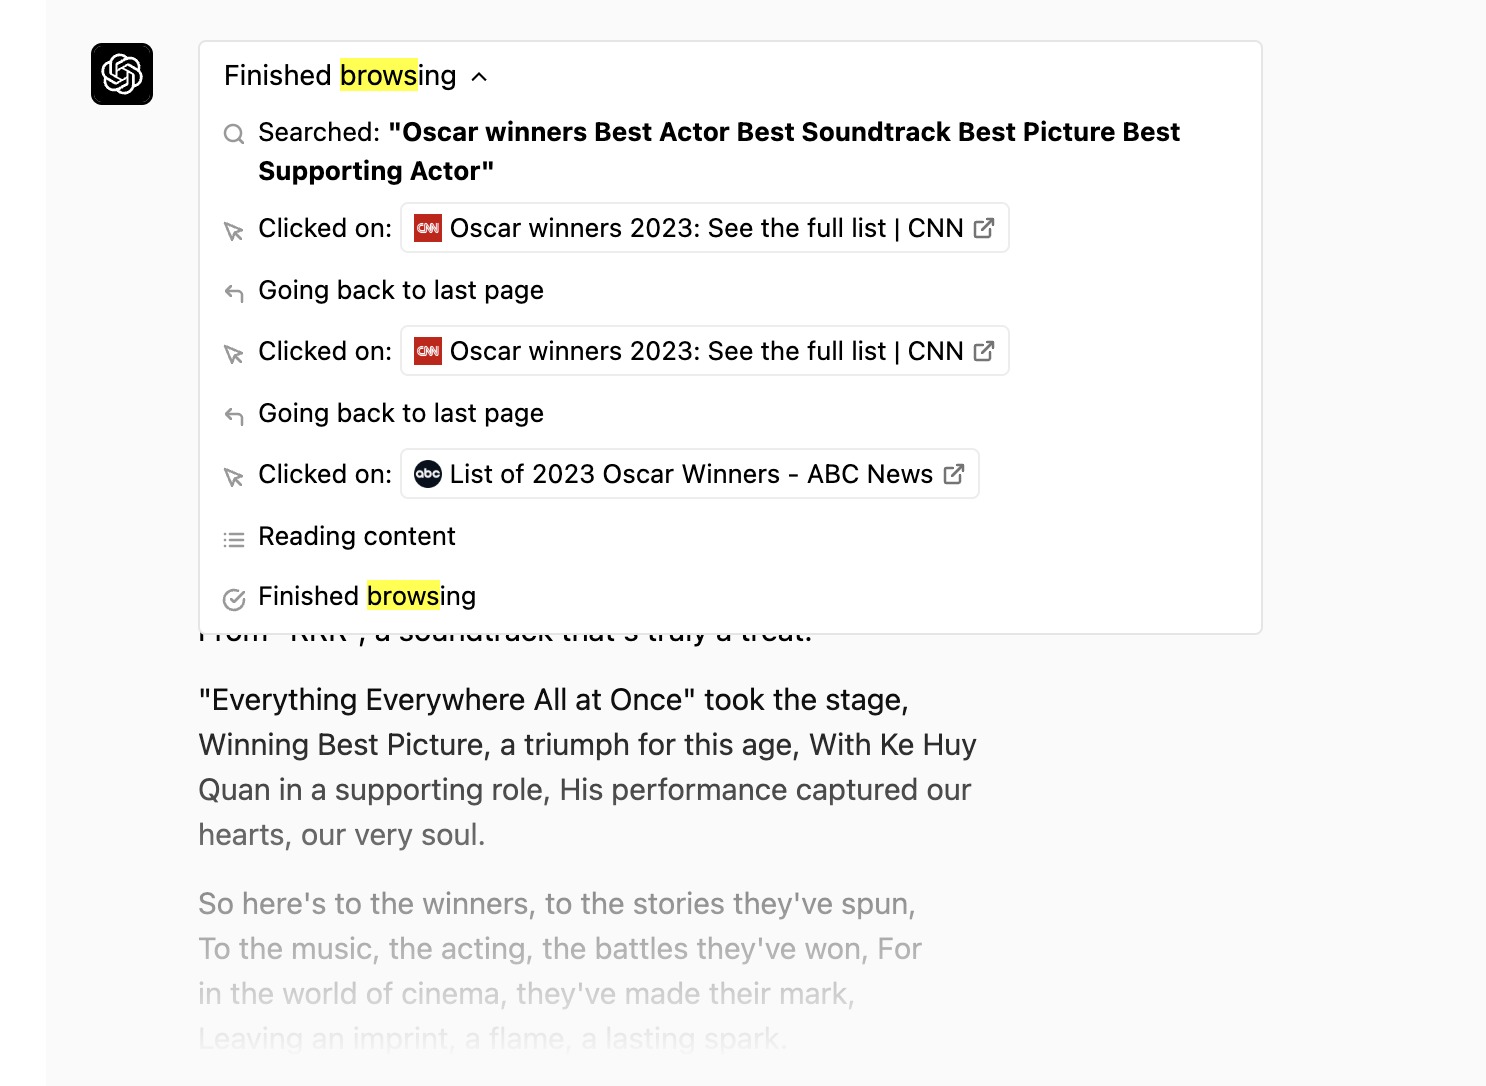 Finished browsing
Searched: "Oscar winners Best Actor Best Soundtrack Best Picture Best
Supporting Actor"
Clicked on: CNN Oscar winners 2023: See the full list | CNN
Going back to last page
Clicked on: CNN Oscar winners 2023: See the full list | CNN
Going back to last page
Clicked on: abc List of 2023 Oscar Winners - ABC News
Reading content
Finished browsing
From "RRR", a soundtrack that's truly a treat.
"Everything Everywhere All at Once" took the stage,
Winning Best Picture, a triumph for this age, With Ke Huy
Quan in a supporting role, His performance captured our
hearts, our very soul.
So here's to the winners, to the stories they've spun,
To the music, the acting, the battles they've won, For
in the world of cinema, they've made their mark,
Leaving an imprint, a flame, a lasting spark.